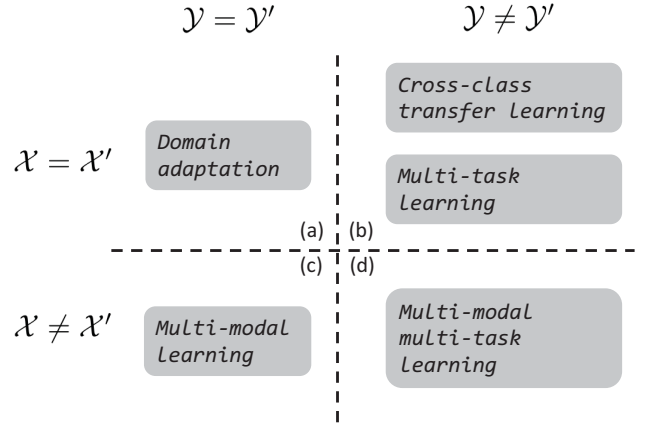 𝒴 = 𝒴′ 𝒴 ≠ 𝒴′
Cross-class
transfer learning
𝒳 = 𝒳′
Domain
adaptation
Multi-task
learning
(a) (b)
(c) (d)
𝒳 ≠ 𝒳′
Multi-modal
learning
Multi-modal
multi-task
learning